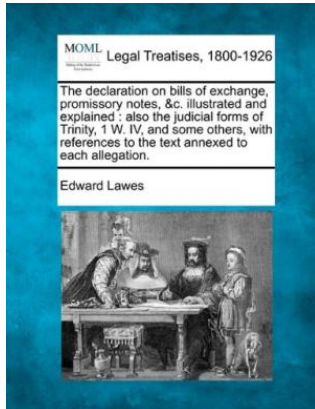 MOML
Legal Treatises, 1800-1926
The declaration on bills of exchange,
promissory notes, &c. illustrated and
explained : also the judicial forms of
Trinity, 1 W. IV, and some others, with
references to the text annexed to
each allegation.
Edward Lawes